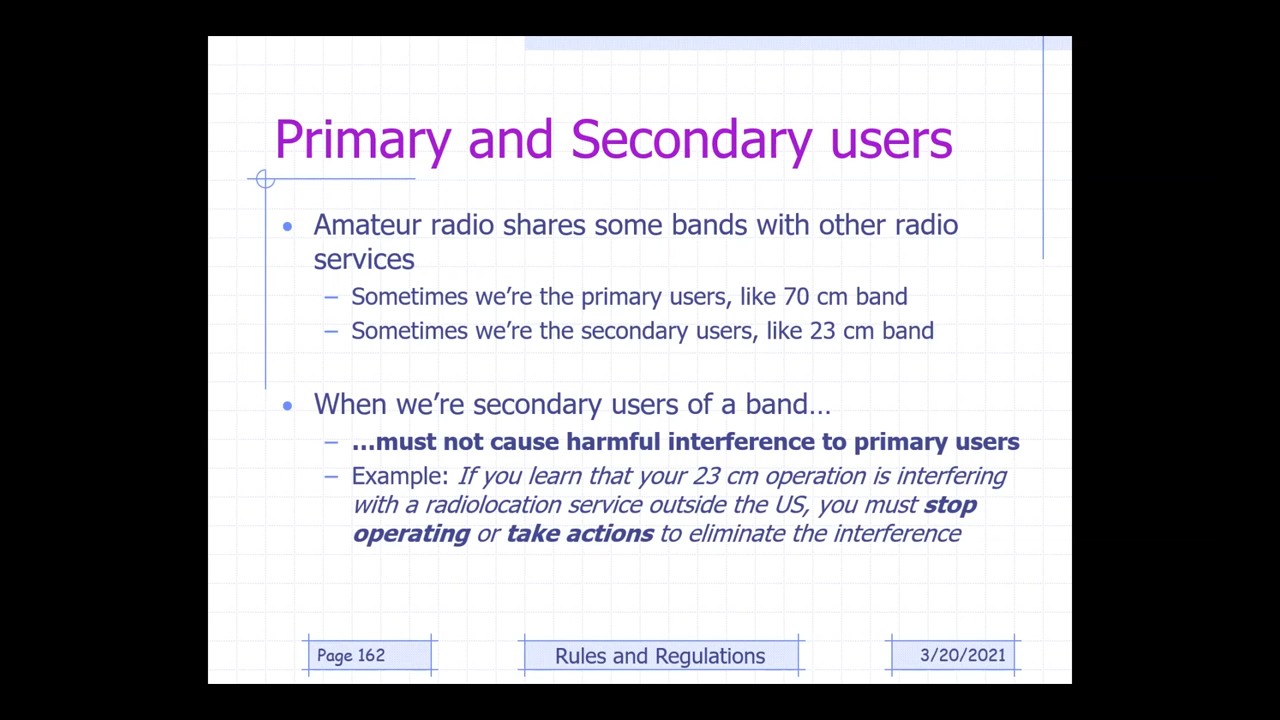 Primary and Secondary users
• Amateur radio shares some bands with other radio
services
– Sometimes we’re the primary users, like 70 cm band
– Sometimes we’re the secondary users, like 23 cm band
• When we’re secondary users of a band…
– …must not cause harmful interference to primary users
– Example: If you learn that your 23 cm operation is interfering
with a radiolocation service outside the US, you must stop
operating or take actions to eliminate the interference
Page 162
Rules and Regulations
3/20/2021